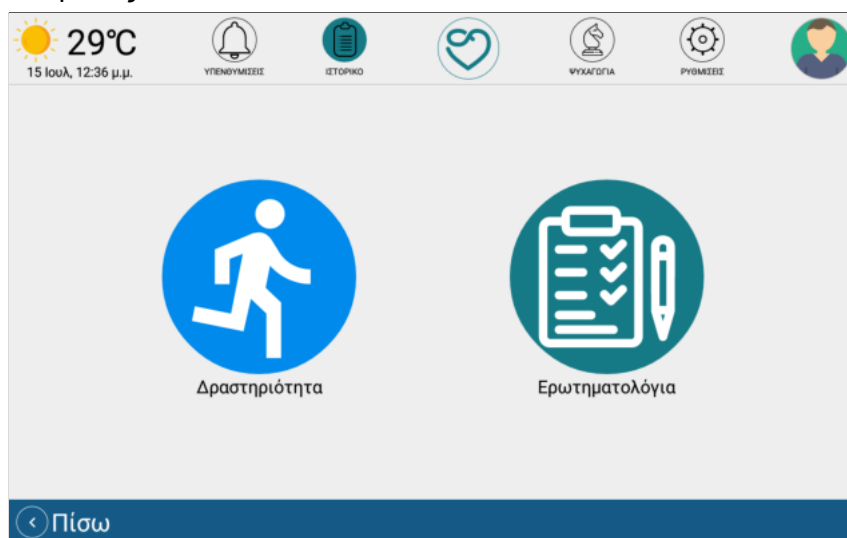 29°C
15 Ιουλ, 12:36 μ.μ.
ΥΠΕΝΘΥΜΙΣΕΙΣ
ΙΣΤΟΡΙΚΟ
ΨΥΧΑΓΩΓΙΑ
ΡΥΘΜΙΣΕΙΣ
Δραστηριότητα
Ερωτηματολόγια
Πίσω